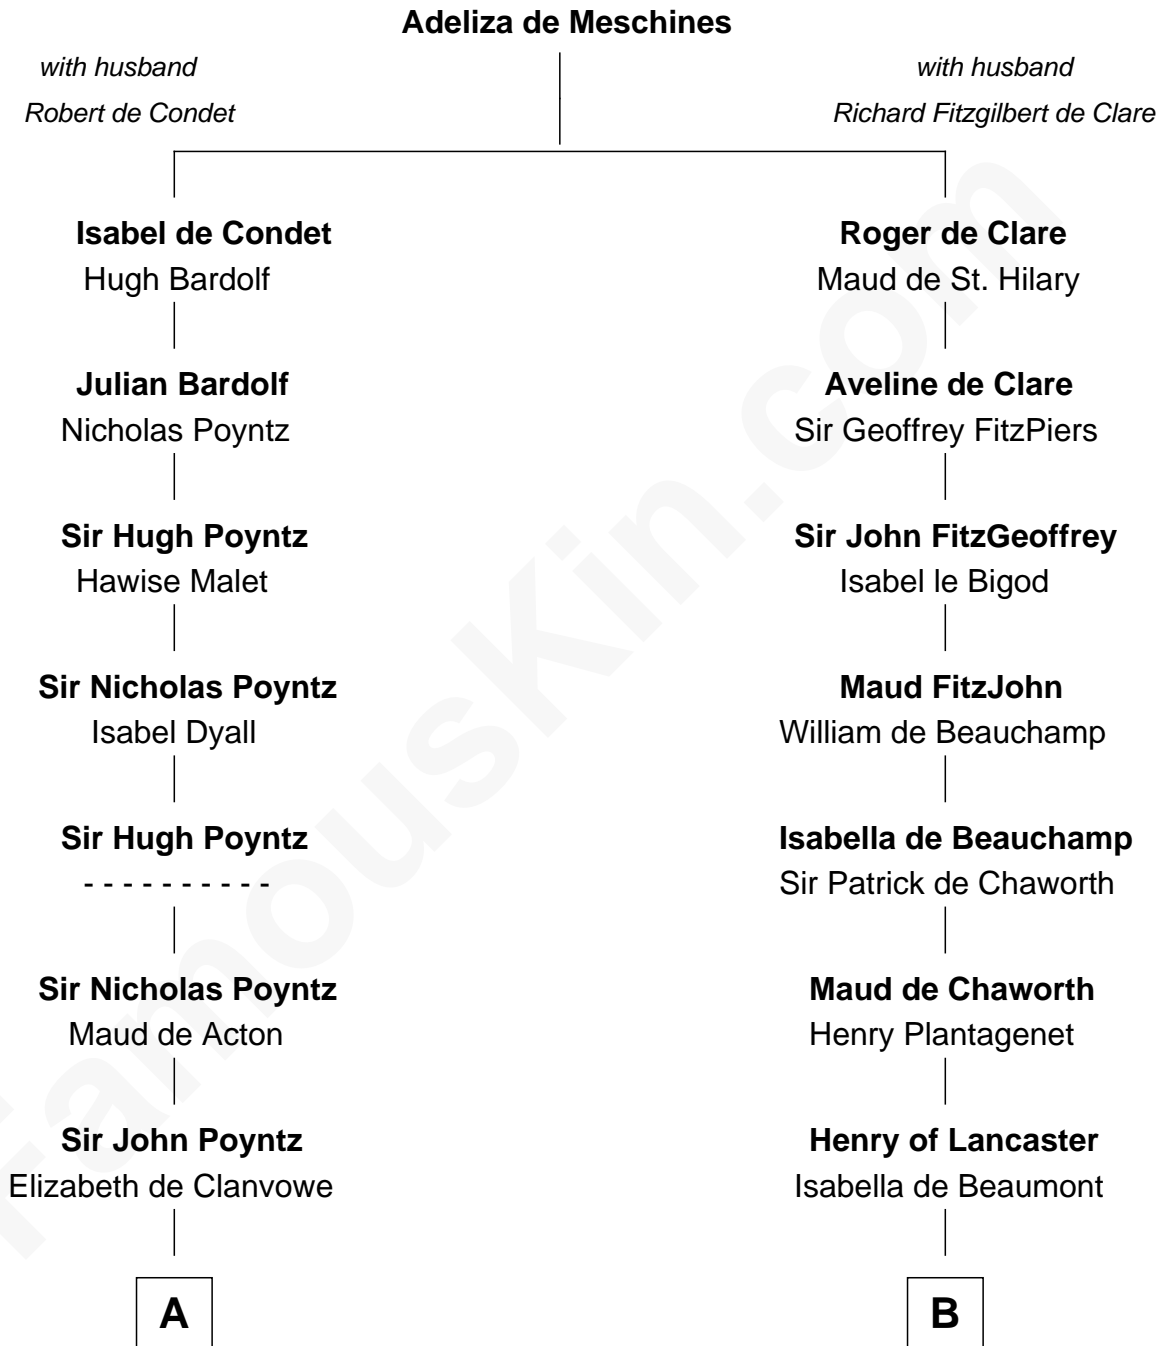 Adeliza de Meschines
with husband
Robert de Condet
with husband
Richard Fitzgilbert de Clare
Isabel de Condet
Hugh Bardolf
Roger de Clare
Maud de St. Hilary
Julian Bardolf
Nicholas Poyntz
Aveline de Clare
Sir Geoffrey FitzPiers
Sir Hugh Poyntz
Hawise Malet
Sir John FitzGeoffrey
Isabel le Bigod
Sir Nicholas Poyntz
Isabel Dyall
Maud FitzJohn
William de Beauchamp
Sir Hugh Poyntz
- - - - - - - - - -
Isabella de Beauchamp
Sir Patrick de Chaworth
Sir Nicholas Poyntz
Maud de Acton
Maud de Chaworth
Henry Plantagenet
Sir John Poyntz
Elizabeth de Clanvowe
Henry of Lancaster
Isabella de Beaumont
A
B
FamousKin.com